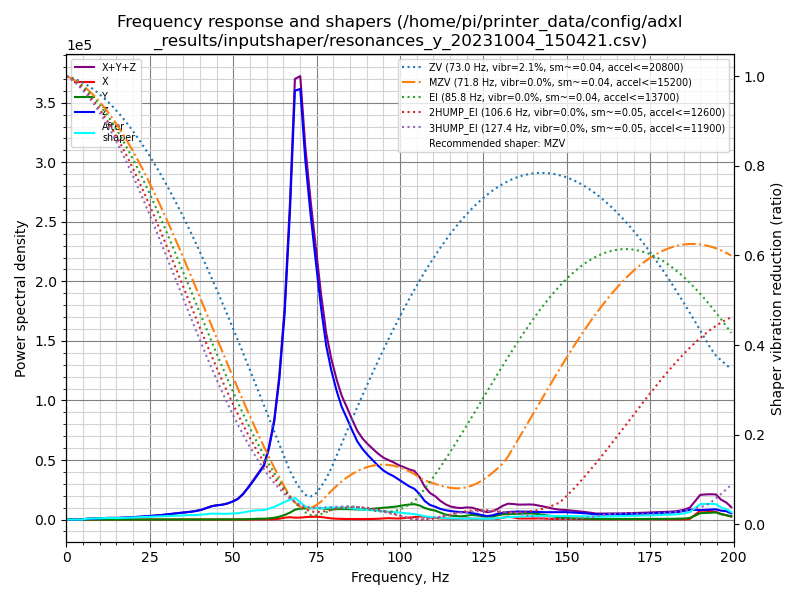 Frequency response and shapers (/home/pi/printer_data/config/adxl
_results/inputshaper/resonances_y_20231004_150421.csv)
1e5
X+Y+Z
X
Y
Z
After
shaper
ZV (73.0 Hz, vibr=2.1%, sm~=0.04, accel<=20800)
MZV (71.8 Hz, vibr=0.0%, sm~=0.04, accel<=15200)
EI (85.8 Hz, vibr=0.0%, sm~=0.04, accel<=13700)
2HUMP_EI (106.6 Hz, vibr=0.0%, sm~=0.05, accel<=12600)
3HUMP_EI (127.4 Hz, vibr=0.0%, sm~=0.05, accel<=11900)
Recommended shaper: MZV
Power spectral density
3.5
3.0
2.5
2.0
1.5
1.0
0.5
0.0
1.0
0.8
0.6
0.4
0.2
0.0
Shaper vibration reduction (ratio)
0 25 50 75 100 125 150 175 200
Frequency, Hz